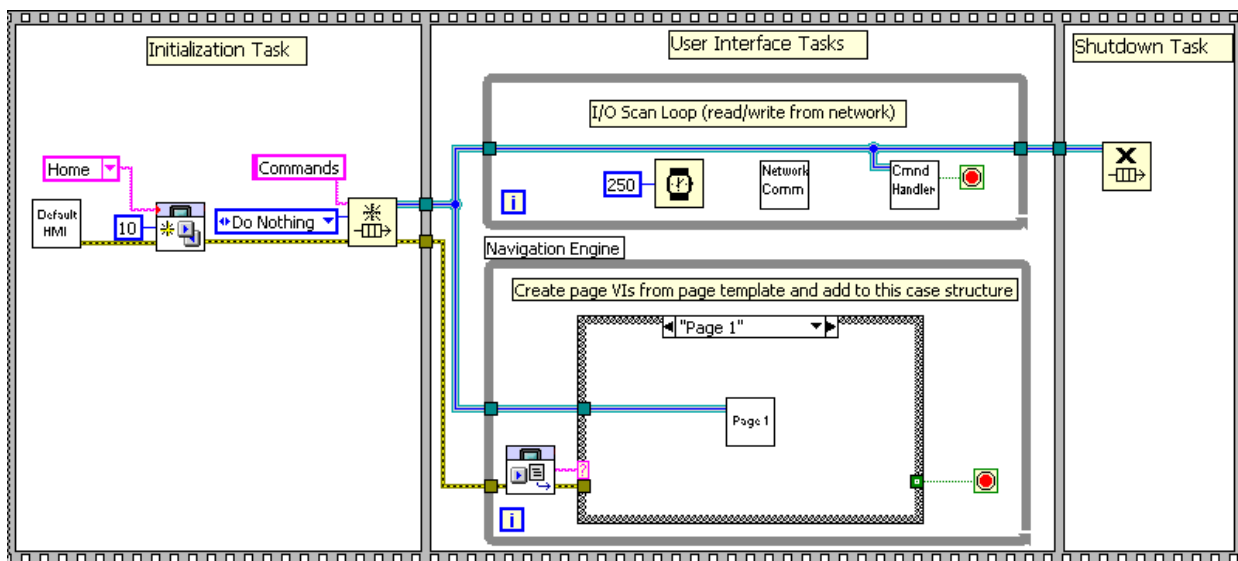 Initialization Task
User Interface Tasks
Shutdown Task
I/O Scan Loop (read/write from network)
Home
Commands
250
Network
Comm
Cmnd
Handler
i
Default
HMI
10
Do Nothing
Navigation Engine
Create page VIs from page template and add to this case structure
"Page 1"
Page 1
?
i